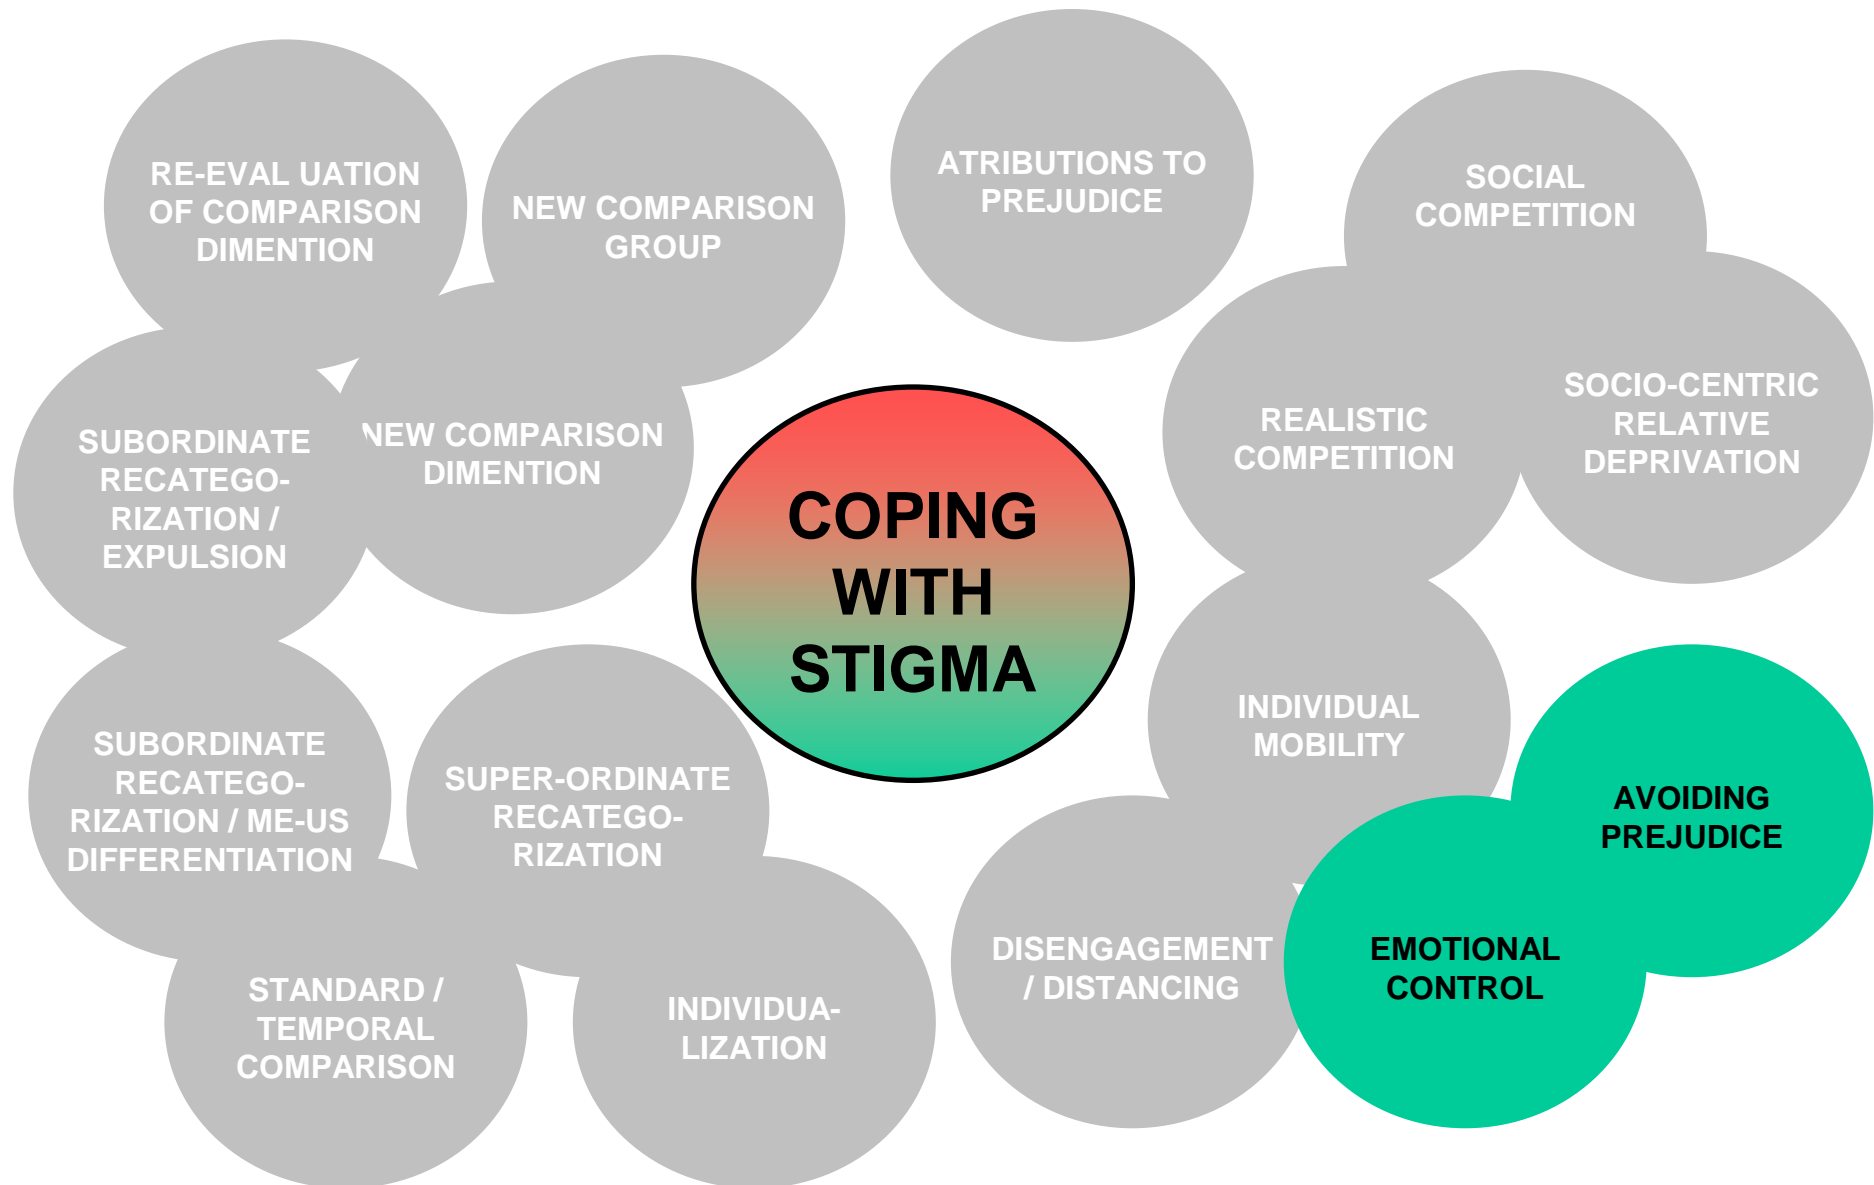 RE-EVAL UATION
OF COMPARISON
DIMENTION
NEW COMPARISON
GROUP
ATRIBUTIONS TO
PREJUDICE
SOCIAL
COMPETITION
SUBORDINATE
RECATEGO-
RIZATION /
EXPULSION
NEW COMPARISON
DIMENTION
COPING
WITH
STIGMA
REALISTIC
COMPETITION
SOCIO-CENTRIC
RELATIVE
DEPRIVATION
SUBORDINATE
RECATEGO-
RIZATION / ME-US
DIFFERENTIATION
SUPER-ORDINATE
RECATEGO-
RIZATION
INDIVIDUAL
MOBILITY
AVOIDING
PREJUDICE
STANDARD /
TEMPORAL
COMPARISON
INDIVIDUA-
LIZATION
DISENGAGEMENT
/ DISTANCING
EMOTIONAL
CONTROL